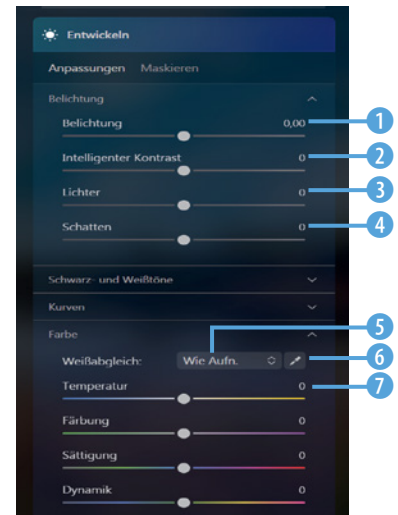 Entwickeln
Anpassungen Maskieren
Belichtung
Belichtung 0,00 1
Intelligenter Kontrast 0 2
Lichter 0 3
Schatten 0 4
Schwarz- und Weißtöne
Kurven
Farbe 5
Weißabgleich: Wie Aufn. 6
Temperatur 0 7
Färbung 0
Sättigung 0
Dynamik 0